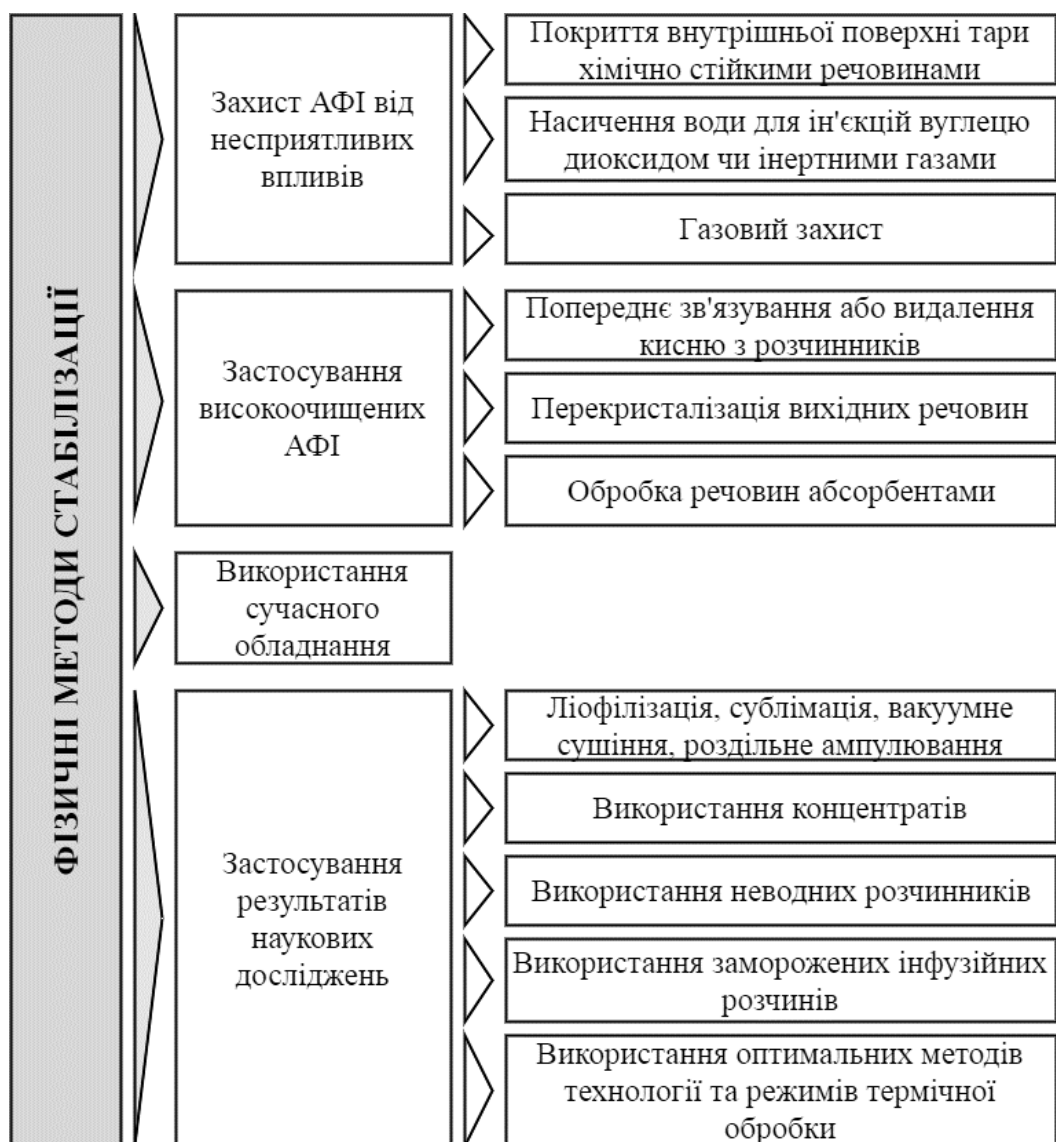 ФІЗИЧНІ МЕТОДИ СТАБІЛІЗАЦІЇ
Захист АФІ від
несприятливих
впливів
Покриття внутрішньої поверхні тари
хімічно стійкими речовинами
Насичення води для ін'єкцій вуглецю
диоксидом чи інертними газами
Газовий захист
Застосування
високоочищених
АФІ
Попереднє зв'язування або видалення
кисню з розчинників
Перекристалізація вихідних речовин
Обробка речовин абсорбентами
Використання
сучасного
обладнання
Застосування
результатів
наукових
досліджень
Ліофілізація, сублімація, вакуумне
сушіння, роздільне ампулювання
Використання концентратів
Використання неводних розчинників
Використання заморожених інфузійних
розчинів
Використання оптимальних методів
технології та режимів термічної
обробки